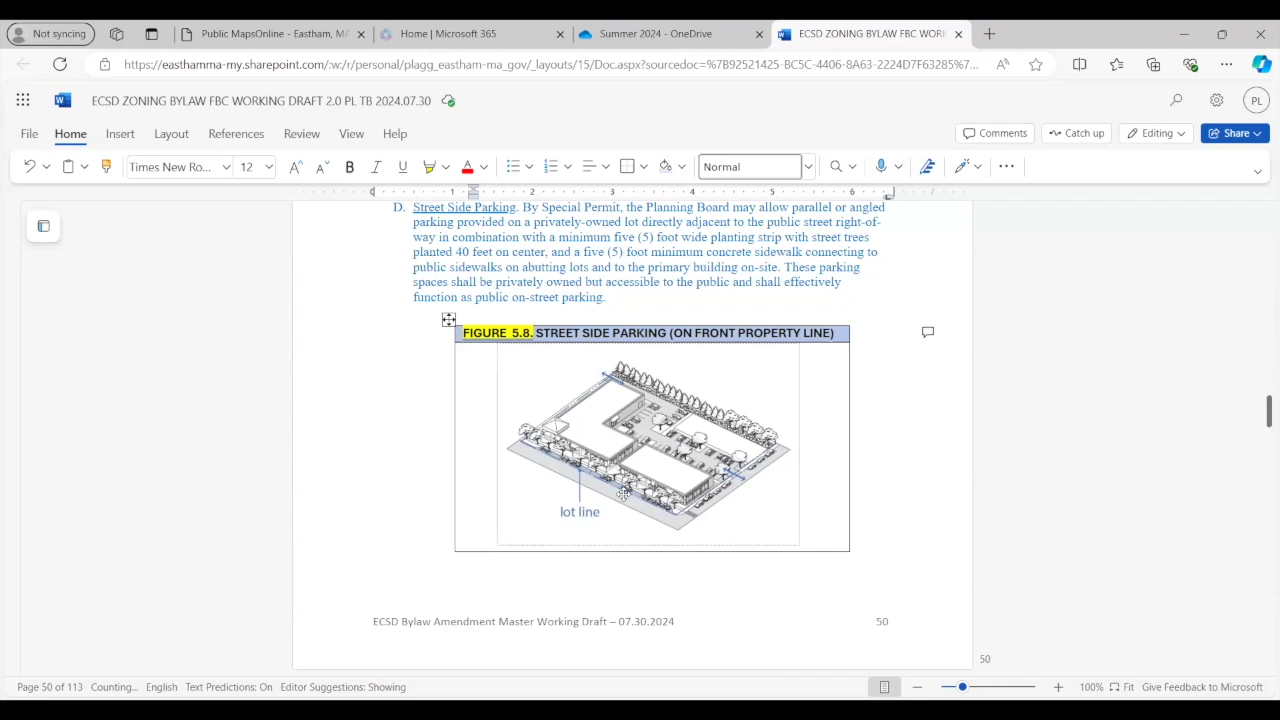 Not syncing
Public MapsOnline - Eastham, MA
Home | Microsoft 365
Summer 2024 - OneDrive
ECSD ZONING BYLAW FBC WORK
https://easthamma-my.sharepoint.com/:w:/r/personal/plagg_eastham-ma_gov/_layouts/15/Doc.aspx?sourcedoc=%7B92521425-BC5C-4406-8A63-2224D7F63285%7...
ECSD ZONING BYLAW FBC WORKING DRAFT 2.0 PL TB 2024.07.30
PL
File Home Insert Layout References Review View Help
Comments Catch up Editing Share
Times New Ro... 12 Normal
1 2 3 4 5 6 7
D. Street Side Parking. By Special Permit, the Planning Board may allow parallel or angled
parking provided on a privately-owned lot directly adjacent to the public street right-of-
way in combination with a minimum five (5) foot wide planting strip with street trees
planted 40 feet on center, and a five (5) foot minimum concrete sidewalk connecting to
public sidewalks on abutting lots and to the primary building on-site. These parking
spaces shall be privately owned but accessible to the public and shall effectively
function as public on-street parking.
FIGURE 5.8. STREET SIDE PARKING (ON FRONT PROPERTY LINE)
lot line
ECSD Bylaw Amendment Master Working Draft – 07.30.2024 50
50
Page 50 of 113 Counting... English Text Predictions: On Editor Suggestions: Showing
100% Fit Give Feedback to Microsoft